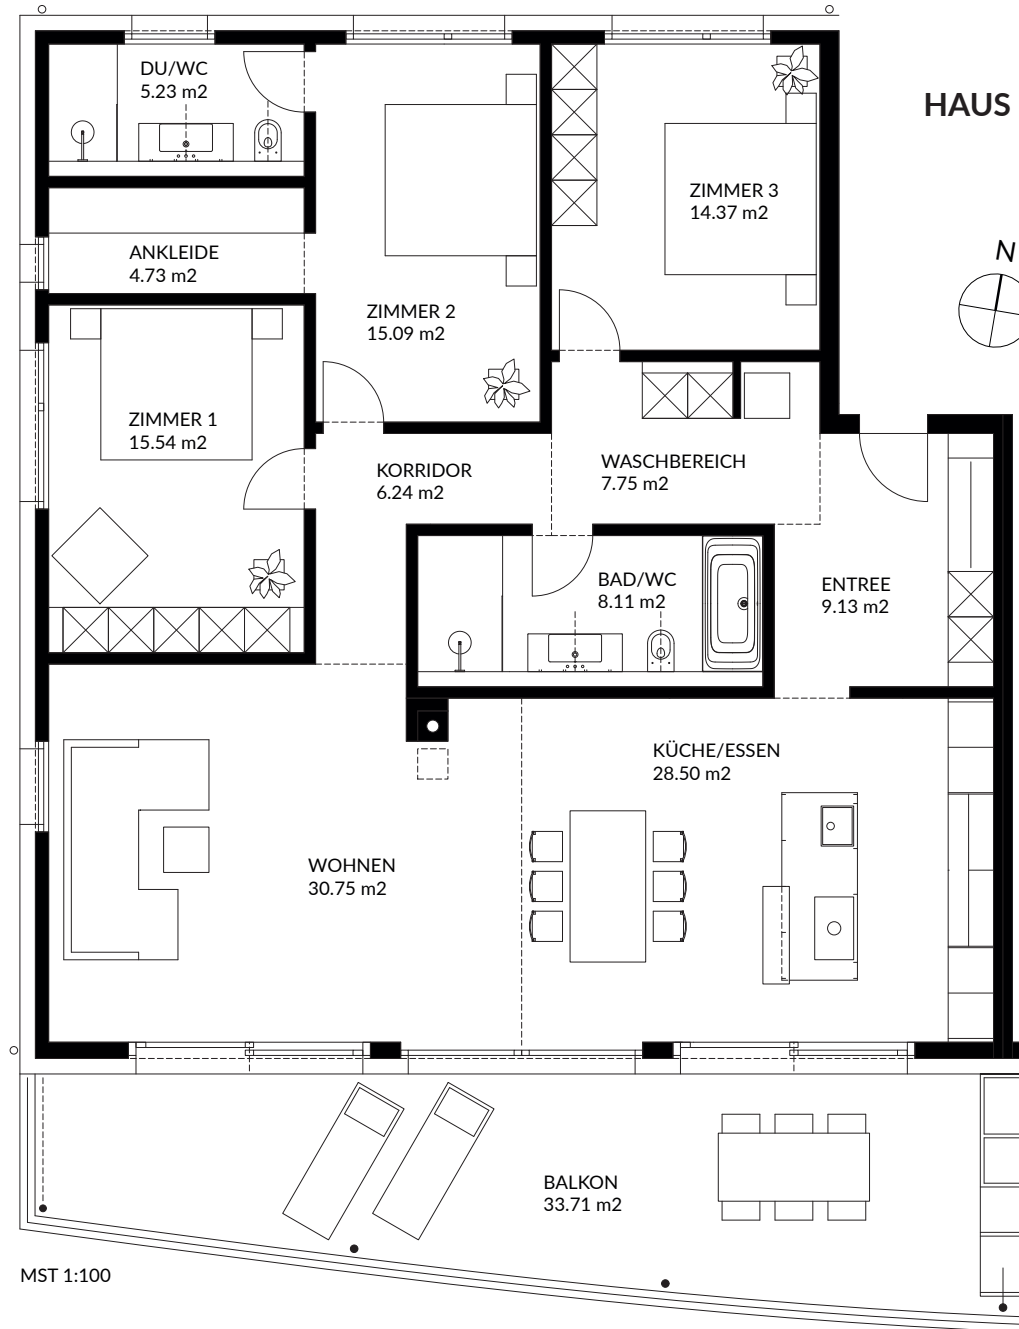 DU/WC
5.23 m2
HAUS
ZIMMER 3
14.37 m2
ANKLEIDE
4.73 m2
N
ZIMMER 2
15.09 m2
ZIMMER 1
15.54 m2
KORRIDOR
6.24 m2
WASCHBEREICH
7.75 m2
BAD/WC
8.11 m2
ENTREE
9.13 m2
KÜCHE/ESSEN
28.50 m2
WOHNEN
30.75 m2
BALKON
33.71 m2
MST 1:100